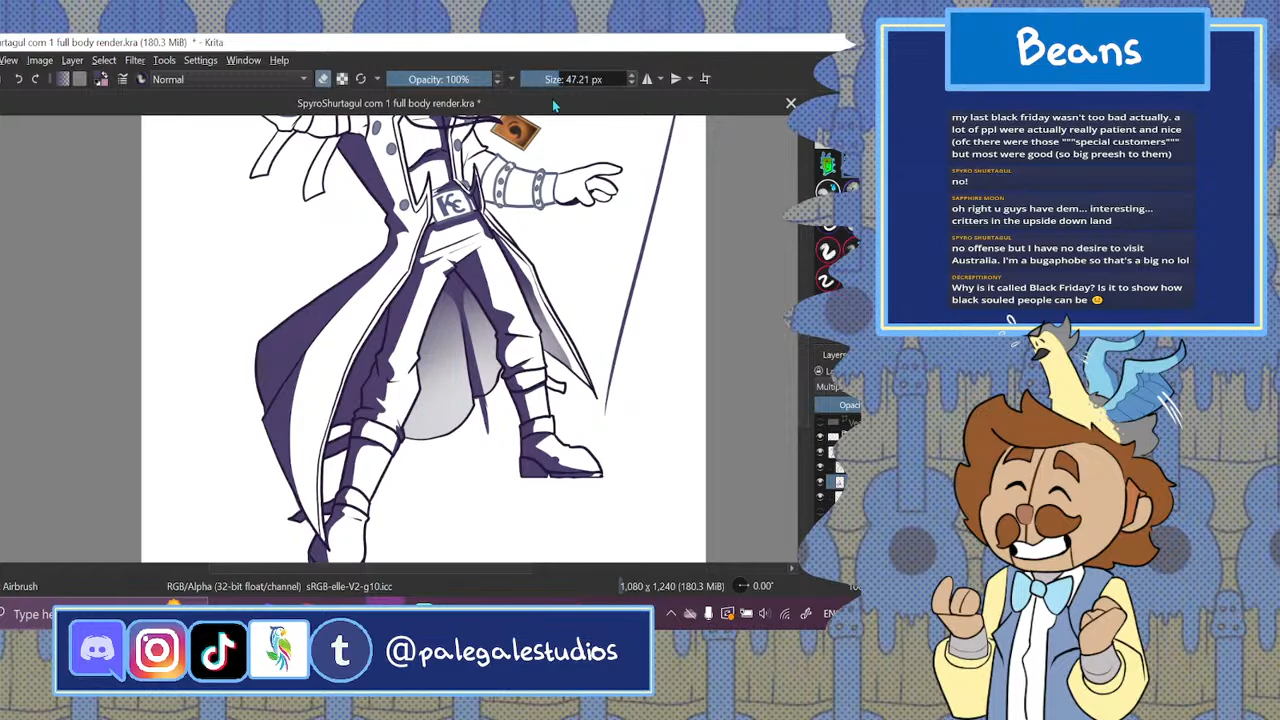 urtagul com 1 full body render.kra (180.3 MiB) * - Krita
View Image Layer Select Filter Tools Settings Window Help
Normal Opacity: 100% Size: 47.21 px
SpyroShurtagul com 1 full body render.kra *
KC
Layers
Multip
Opac
Airbrush RGB/Alpha (32-bit float/channel) sRGB-elle-V2-g10.icc 1,080 x 1,240 (180.3 MiB) 0.00°
Type he
EN
t @palegalestudios
Beans
my last black friday wasn't too bad actually. a
lot of ppl were actually really patient and nice
(ofc there were those """special customers"""
but most were good (so big preesh to them)
SPYRO SHURTAGUL
no!
SAPPHIRE MOON
oh right u guys have dem... interesting...
critters in the upside down land
SPYRO SHURTAGUL
no offense but I have no desire to visit
Australia. I'm a bugaphobe so that's a big no lol
DECREPITIRONY
Why is it called Black Friday? Is it to show how
black souled people can be 😐